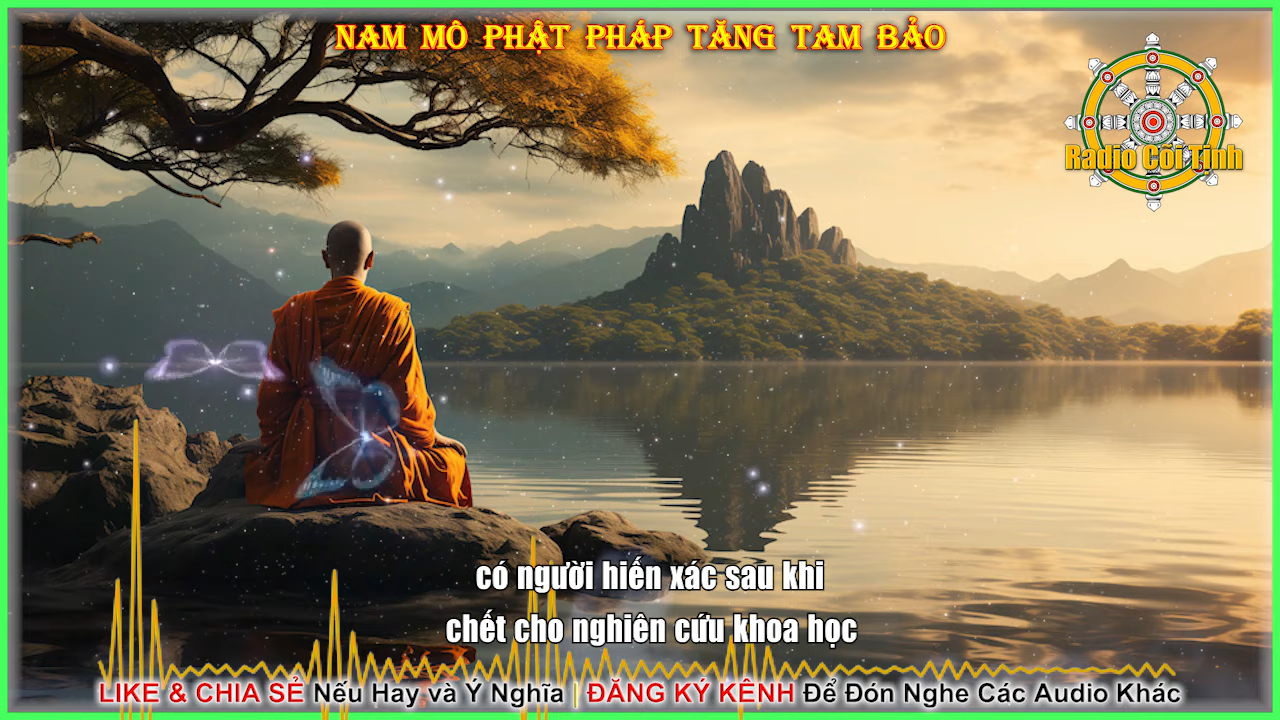 NAM MÔ PHẬT PHÁP TĂNG TAM BẢO
Radio Cõi Tịnh
có người hiến xác sau khi
chết cho nghiên cứu khoa học
LIKE & CHIA SẺ Nếu Hay và Ý Nghĩa | ĐĂNG KÝ KÊNH Để Đón Nghe Các Audio Khác